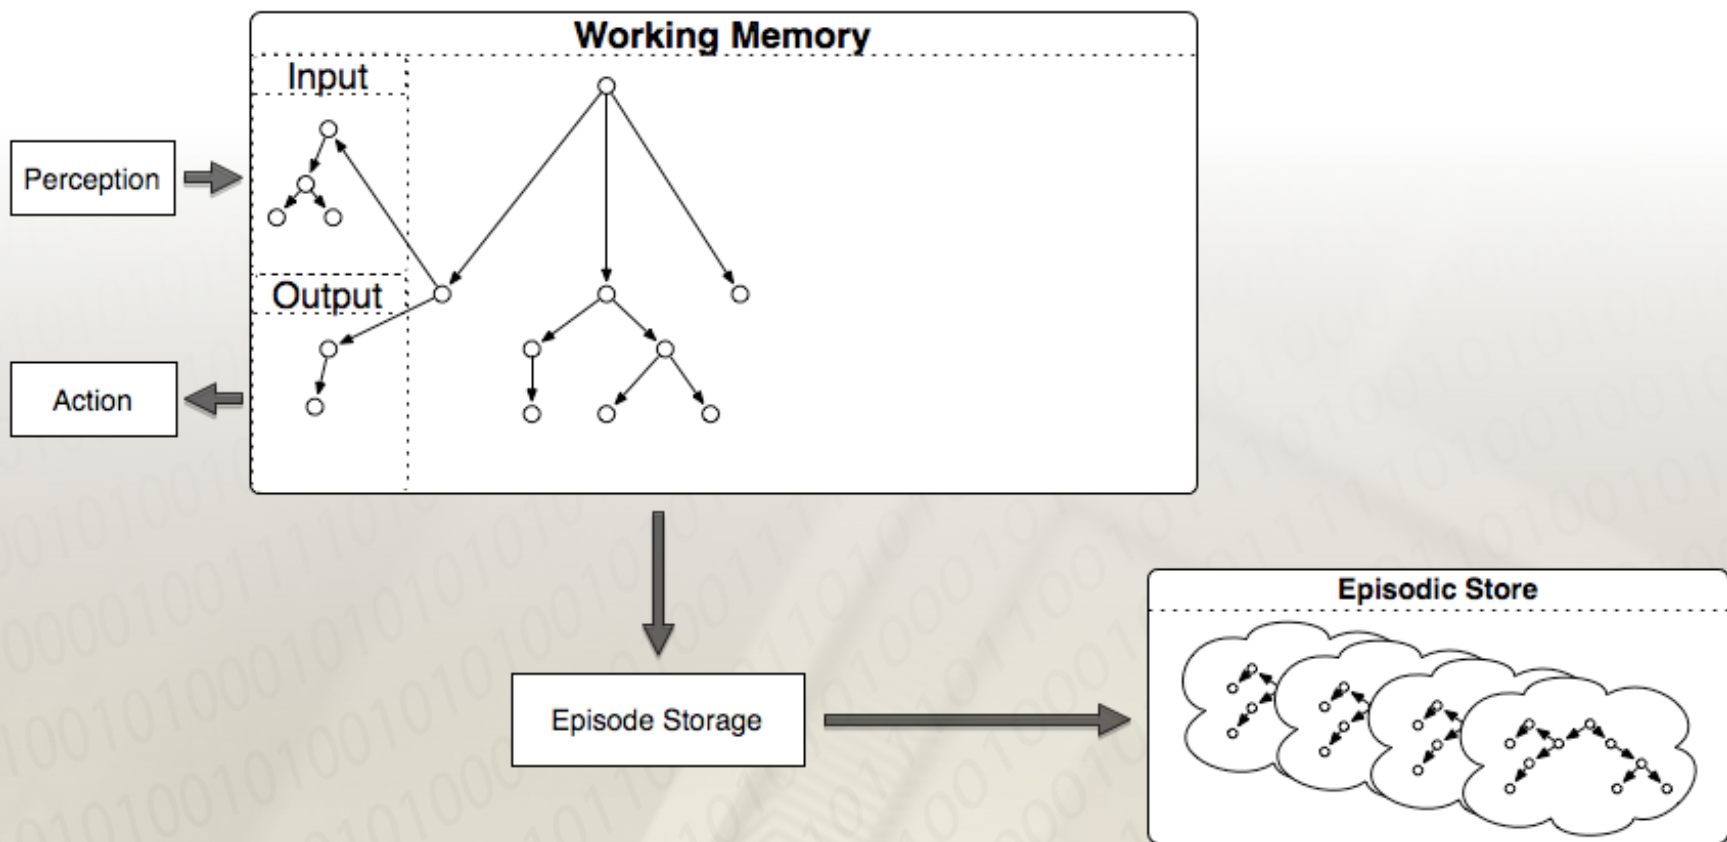 Working Memory
Input
Perception
Output
Action
Episodic Store
Episode Storage